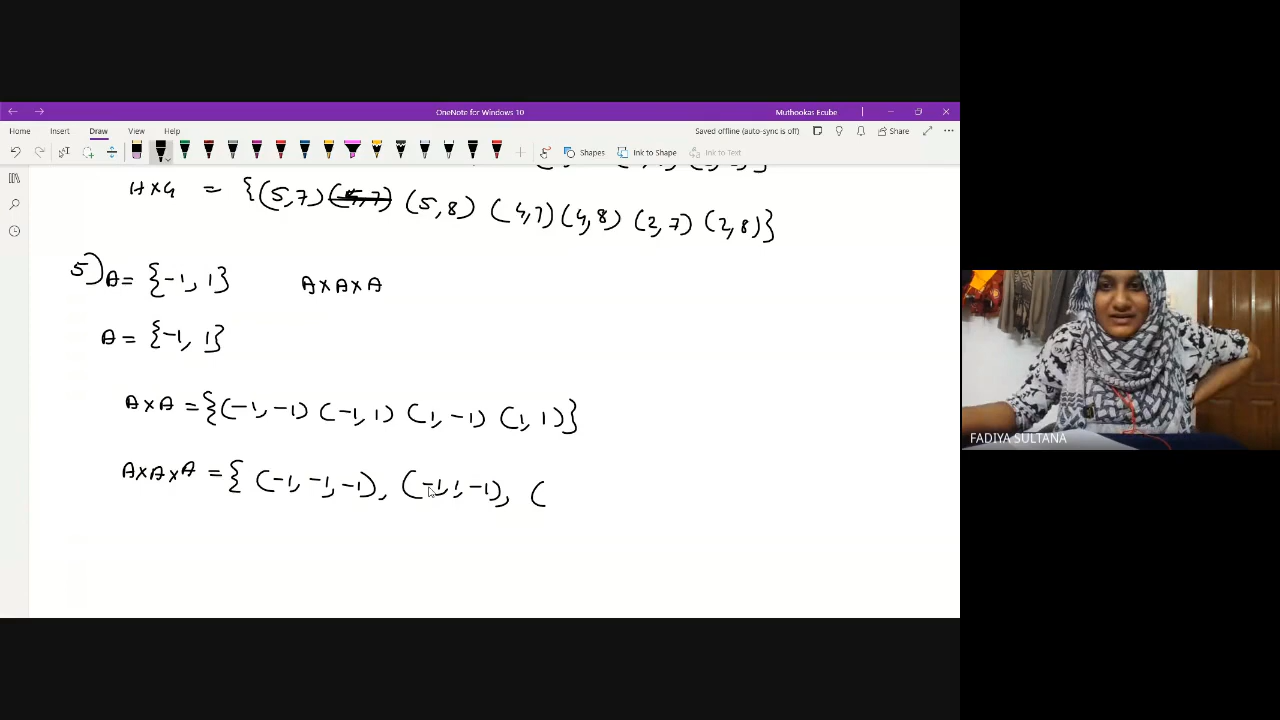 OneNote for Windows 10
Muthookas Ecube
Home Insert Draw View Help
Saved offline (auto-sync is off) Share
Shapes Ink to Shape Ink to Text
H×G = {(5,7) (5,8) (4,7) (4,8) (2,7) (2,8)}
5) A = {-1, 1} A×A×A
A = {-1, 1}
A×A = {(-1, -1) (-1, 1) (1, -1) (1, 1)}
A×A×A = { (-1, -1, -1), (-1, 1, -1), (
FADIYA SULTANA